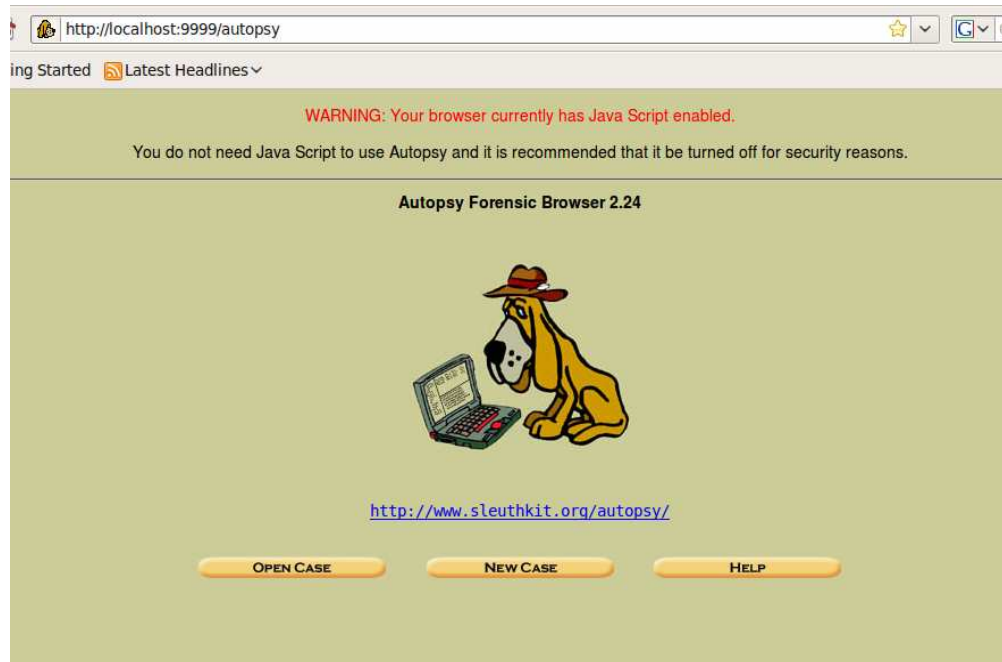 http://localhost:9999/autopsy
G
ing Started Latest Headlines
WARNING: Your browser currently has Java Script enabled.
You do not need Java Script to use Autopsy and it is recommended that it be turned off for security reasons.
Autopsy Forensic Browser 2.24
http://www.sleuthkit.org/autopsy/
OPEN CASE NEW CASE HELP